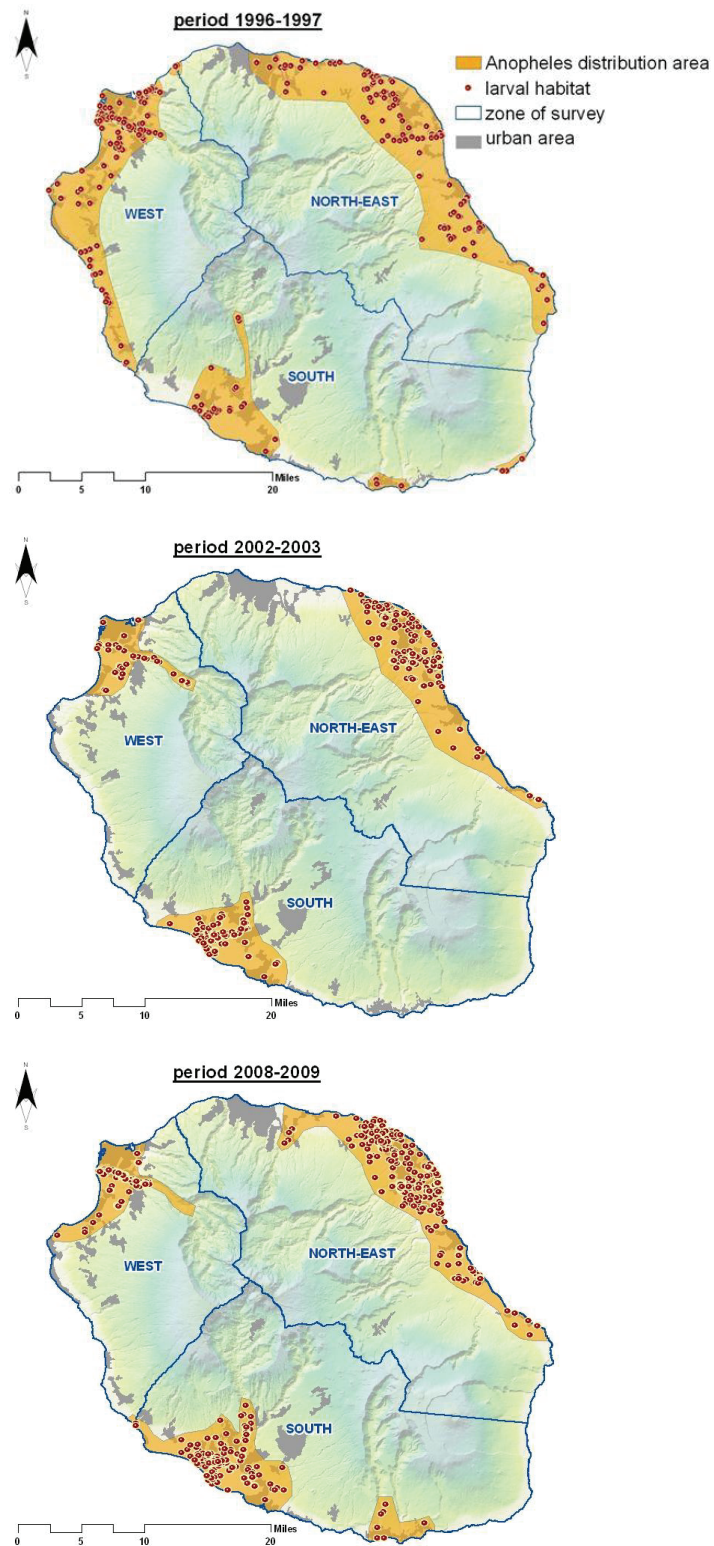 period 1996-1997
N
S
Anopheles distribution area
larval habitat
zone of survey
urban area
WEST
NORTH-EAST
SOUTH
Miles
0 5 10 20
period 2002-2003
N
S
WEST
NORTH-EAST
SOUTH
Miles
0 5 10 20
period 2008-2009
N
S
WEST
NORTH-EAST
SOUTH
Miles
0 5 10 20